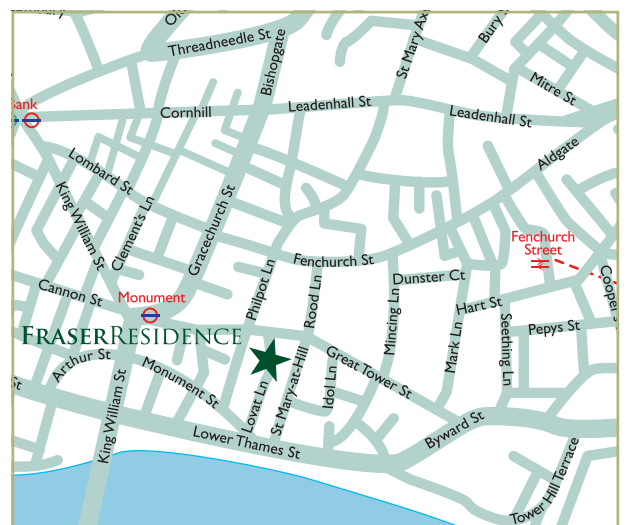 Threadneedle St
Bishopgate
St Mary Axe
Bury St
Mitre St
Cornhill
Leadenhall St
Leadenhall St
Aldgate
Lombard St
King William St
Clement's Ln
Gracechurch St
Fenchurch St
Fenchurch
Street
Philpot Ln
Rood Ln
Mincing Ln
Dunster Ct
Hart St
Mark Ln
Seething Ln
Pepys St
Cannon St
Monument
FRASERRESIDENCE
Arthur St
Monument St
King William St
Lovat Ln
St Mary-at-Hill
Idol Ln
Great Tower St
Lower Thames St
Byward St
Tower Hill Terrace